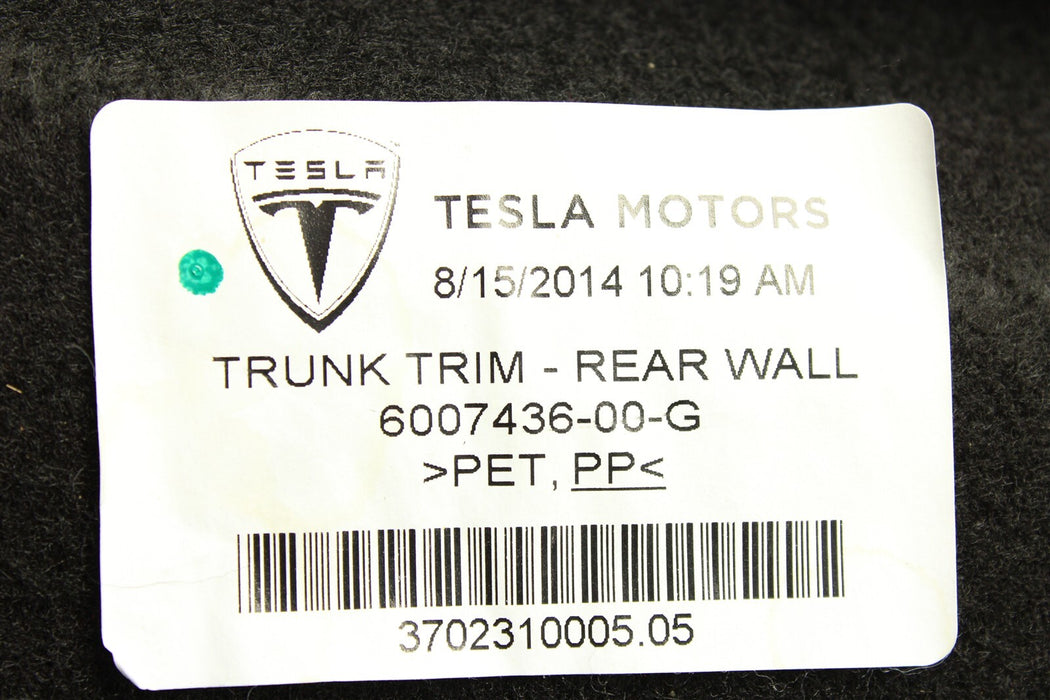 TESLA
TESLA MOTORS
8/15/2014 10:19 AM
TRUNK TRIM - REAR WALL
6007436-00-G
>PET, PP<
3702310005.05